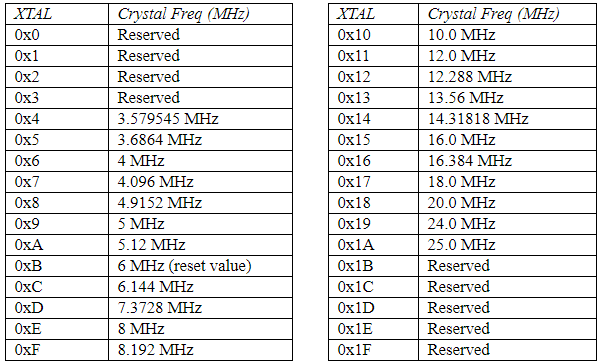 XTAL Crystal Freq (MHz)
0x0 Reserved
0x1 Reserved
0x2 Reserved
0x3 Reserved
0x4 3.579545 MHz
0x5 3.6864 MHz
0x6 4 MHz
0x7 4.096 MHz
0x8 4.9152 MHz
0x9 5 MHz
0xA 5.12 MHz
0xB 6 MHz (reset value)
0xC 6.144 MHz
0xD 7.3728 MHz
0xE 8 MHz
0xF 8.192 MHz
XTAL Crystal Freq (MHz)
0x10 10.0 MHz
0x11 12.0 MHz
0x12 12.288 MHz
0x13 13.56 MHz
0x14 14.31818 MHz
0x15 16.0 MHz
0x16 16.384 MHz
0x17 18.0 MHz
0x18 20.0 MHz
0x19 24.0 MHz
0x1A 25.0 MHz
0x1B Reserved
0x1C Reserved
0x1D Reserved
0x1E Reserved
0x1F Reserved